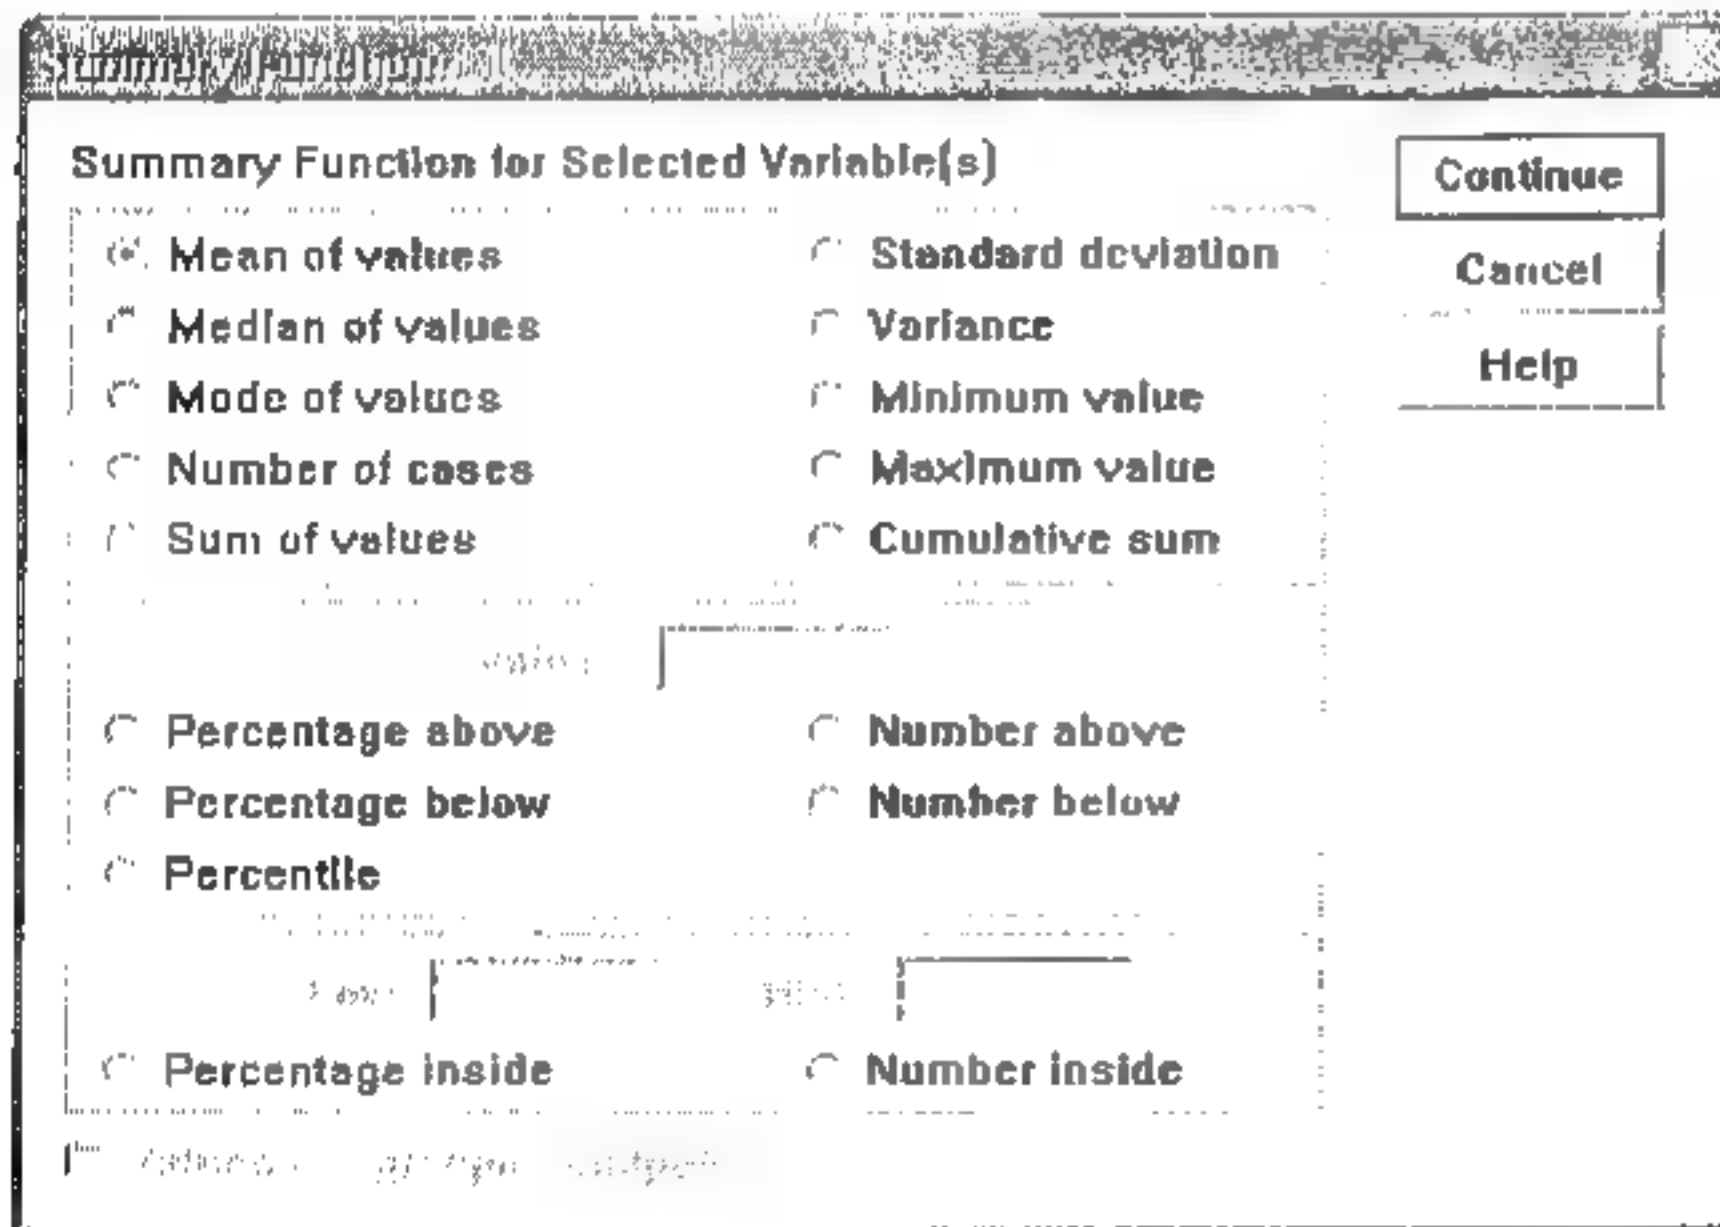 Summary Function
Summary Function for Selected Variable(s)
Continue
Mean of values
Standard deviation
Cancel
Median of values
Variance
Help
Mode of values
Minimum value
Number of cases
Maximum value
Sum of values
Cumulative sum
Percentage above
Number above
Percentage below
Number below
Percentile
Percentage inside
Number inside